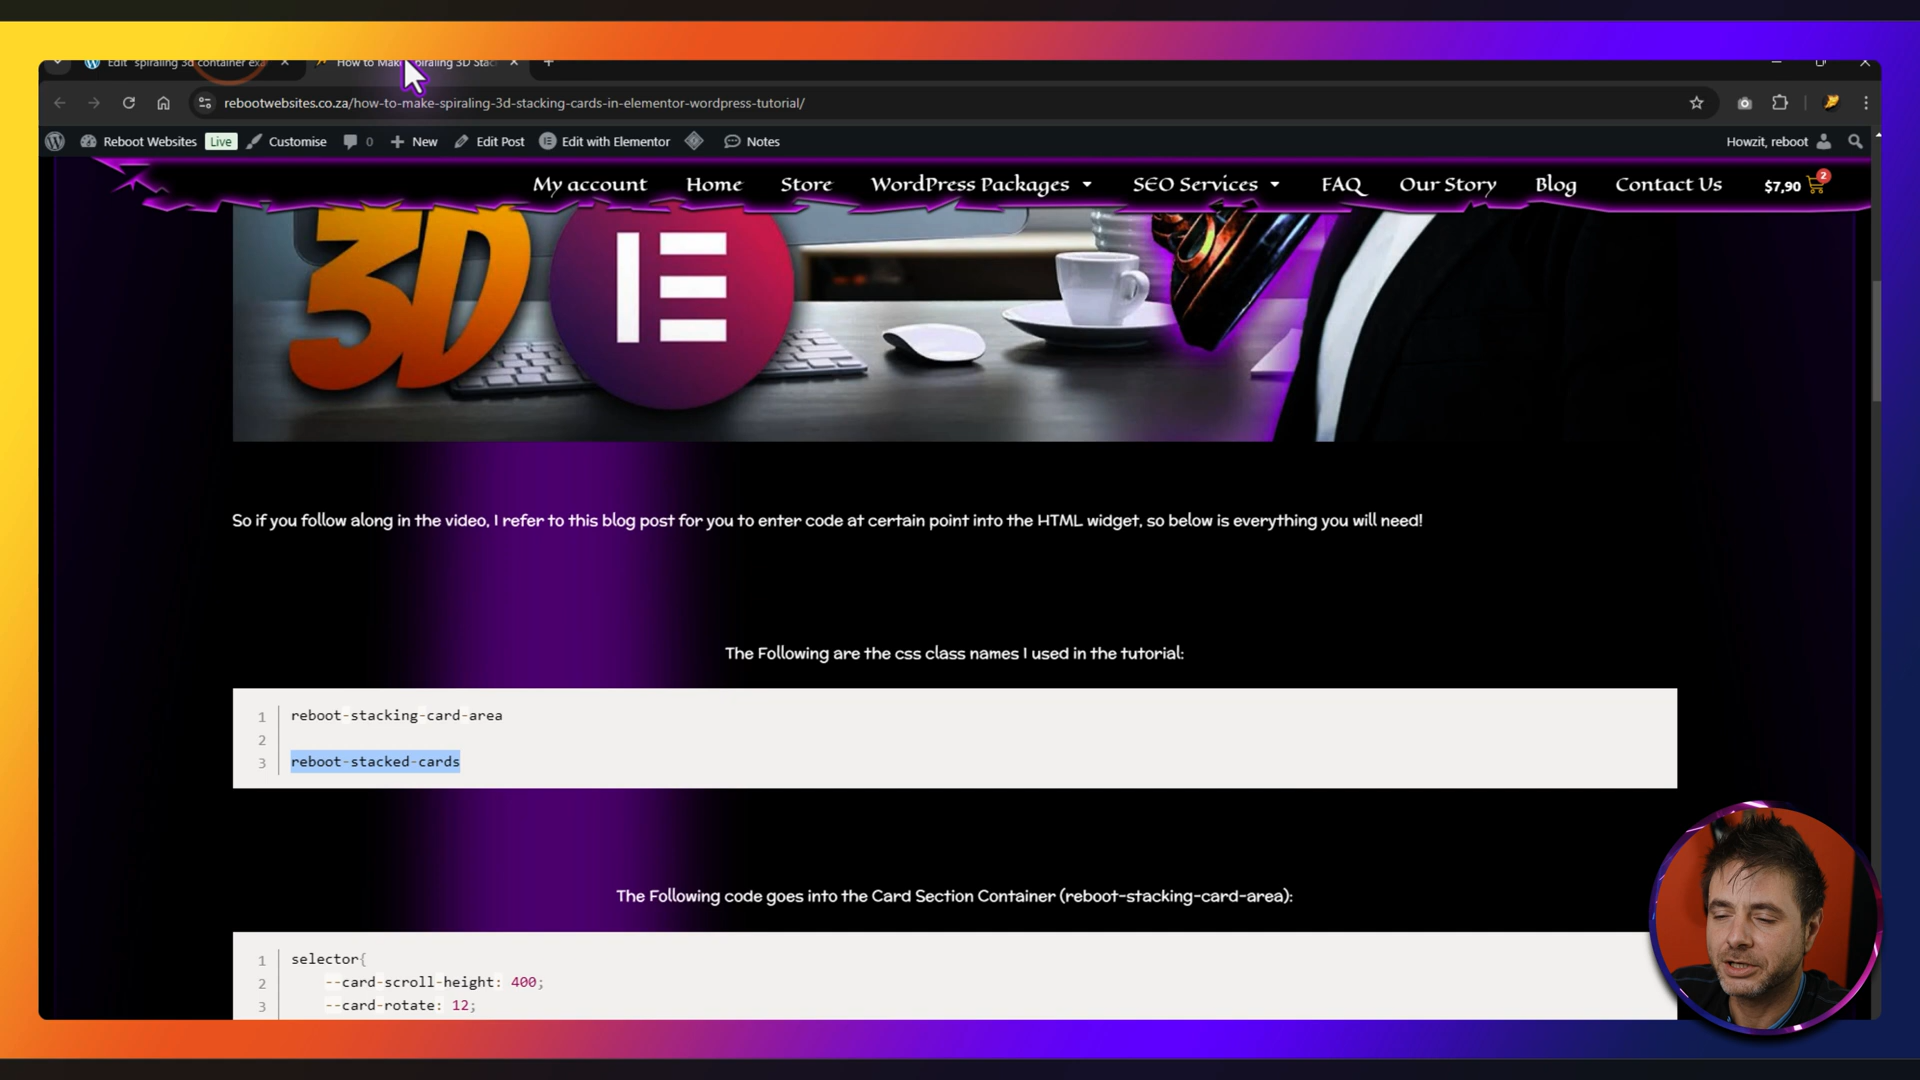 Edit "spiraling 3d container exa
How to Make Spiraling 3D Stac
rebootwebsites.co.za/how-to-make-spiraling-3d-stacking-cards-in-elementor-wordpress-tutorial/
Reboot Websites Live Customise 0 New Edit Post Edit with Elementor Notes Howzit, reboot
My account Home Store WordPress Packages SEO Services FAQ Our Story Blog Contact Us $7,90 2
3D
So if you follow along in the video, I refer to this blog post for you to enter code at certain point into the HTML widget, so below is everything you will need!
The Following are the css class names I used in the tutorial:
1 reboot-stacking-card-area
2
3 reboot-stacked-cards
The Following code goes into the Card Section Container (reboot-stacking-card-area):
1 selector{
2 --card-scroll-height: 400;
3 --card-rotate: 12;